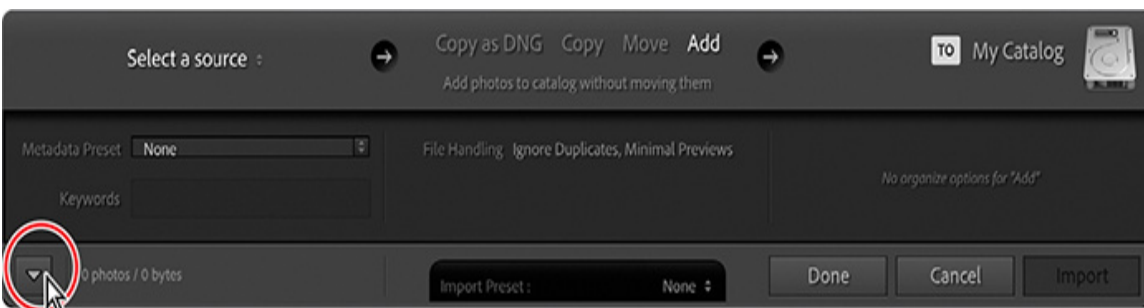 Select a source
Copy as DNG Copy Move Add
Add photos to catalog without moving them
TO My Catalog
Metadata Preset None
Keywords
File Handling Ignore Duplicates, Minimal Previews
No organize options for "Add"
0 photos / 0 bytes
Import Preset : None
Done Cancel Import